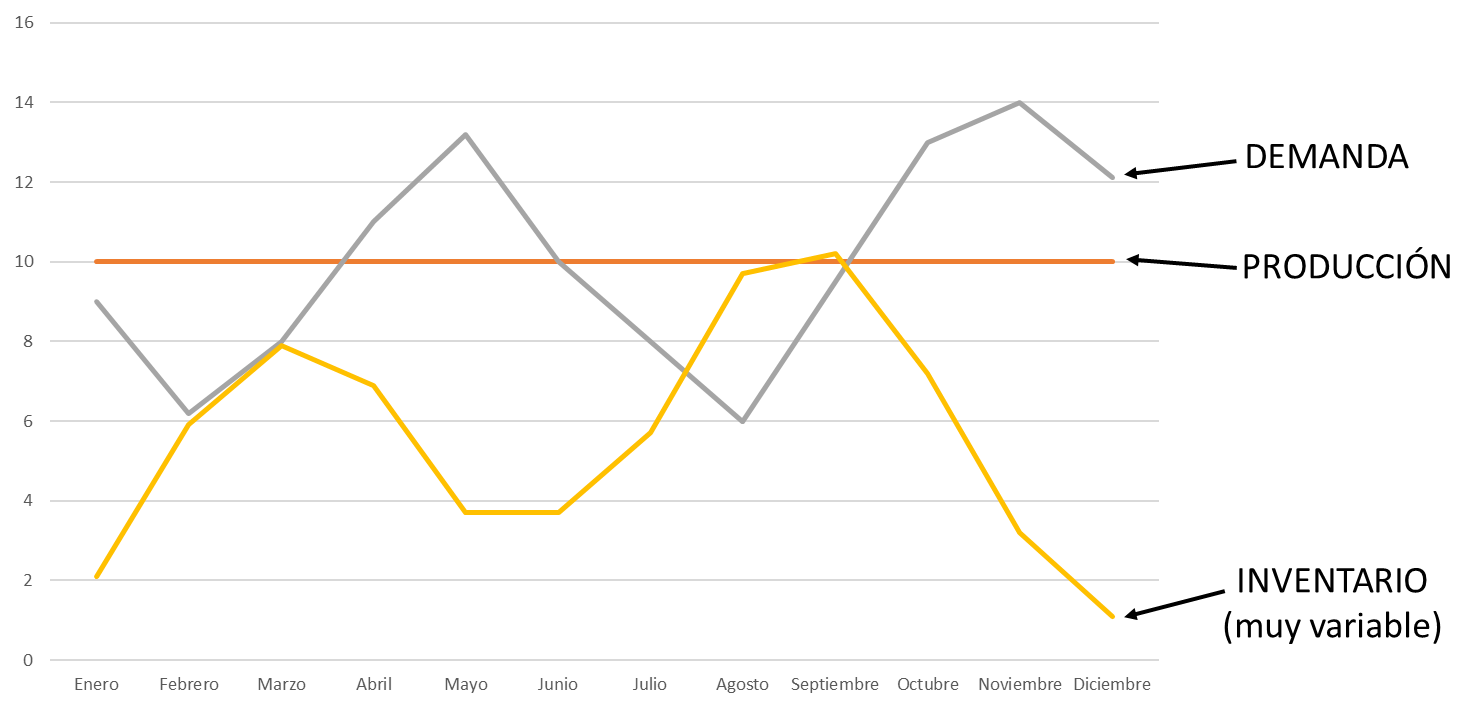 16
14
DEMANDA
12
10
PRODUCCIÓN
8
6
4
2
INVENTARIO
(muy variable)
0
Enero Febrero Marzo Abril Mayo Junio Julio Agosto Septiembre Octubre Noviembre Diciembre